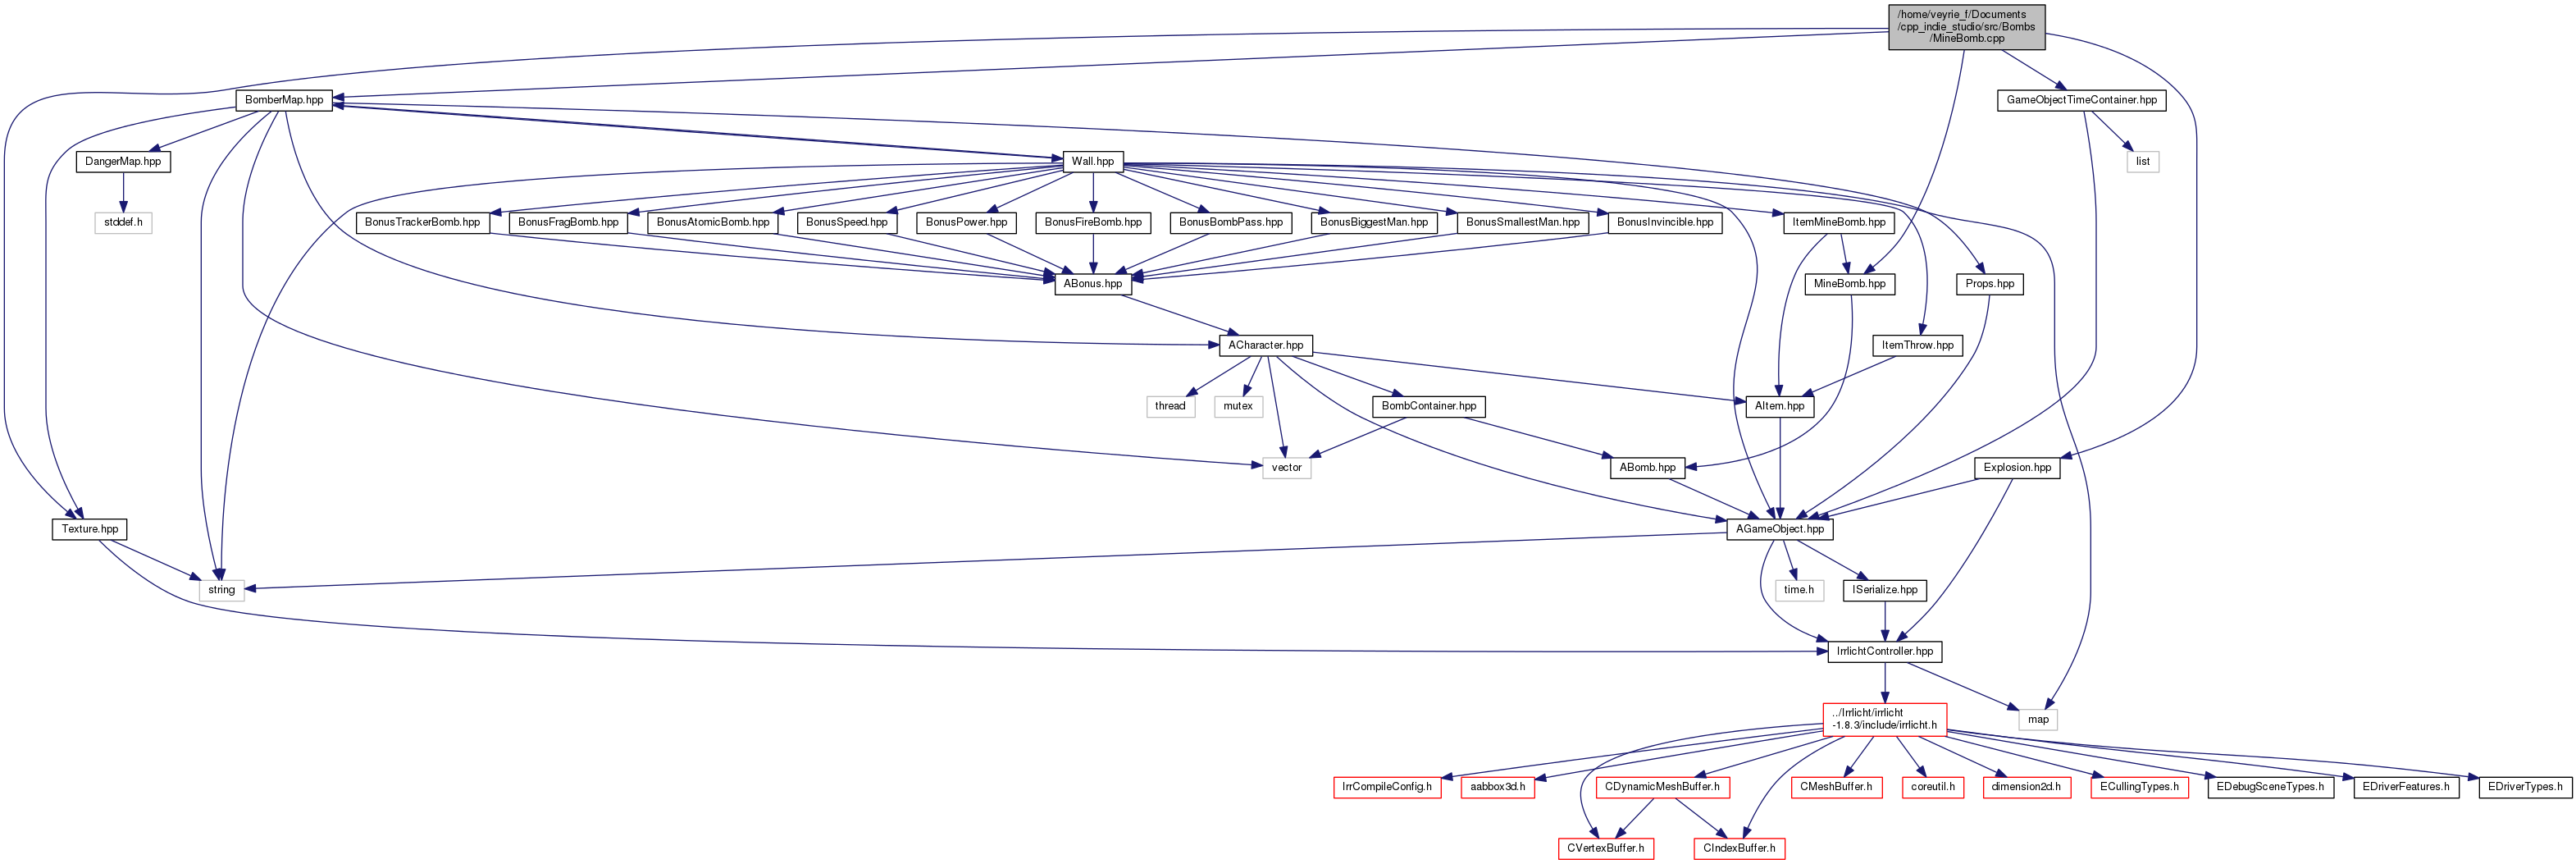 /home/veyrie_f/Documents
/cpp_indie_studio/src/Bombs
/MineBomb.cpp
BomberMap.hpp
GameObjectTimeContainer.hpp
DangerMap.hpp
Wall.hpp
list
stddef.h
BonusTrackerBomb.hpp
BonusFragBomb.hpp
BonusAtomicBomb.hpp
BonusSpeed.hpp
BonusPower.hpp
BonusFireBomb.hpp
BonusBombPass.hpp
BonusBiggestMan.hpp
BonusSmallestMan.hpp
BonusInvincible.hpp
ItemMineBomb.hpp
ABonus.hpp
MineBomb.hpp
Props.hpp
ACharacter.hpp
ItemThrow.hpp
thread
mutex
BombContainer.hpp
AItem.hpp
vector
ABomb.hpp
Explosion.hpp
Texture.hpp
AGameObject.hpp
string
time.h
ISerialize.hpp
IrrlichtController.hpp
../Irrlicht/irrlicht
-1.8.3/include/irrlicht.h
map
IrrCompileConfig.h
aabbox3d.h
CDynamicMeshBuffer.h
CMeshBuffer.h
coreutil.h
dimension2d.h
ECullingTypes.h
EDebugSceneTypes.h
EDriverFeatures.h
EDriverTypes.h
CVertexBuffer.h
CIndexBuffer.h